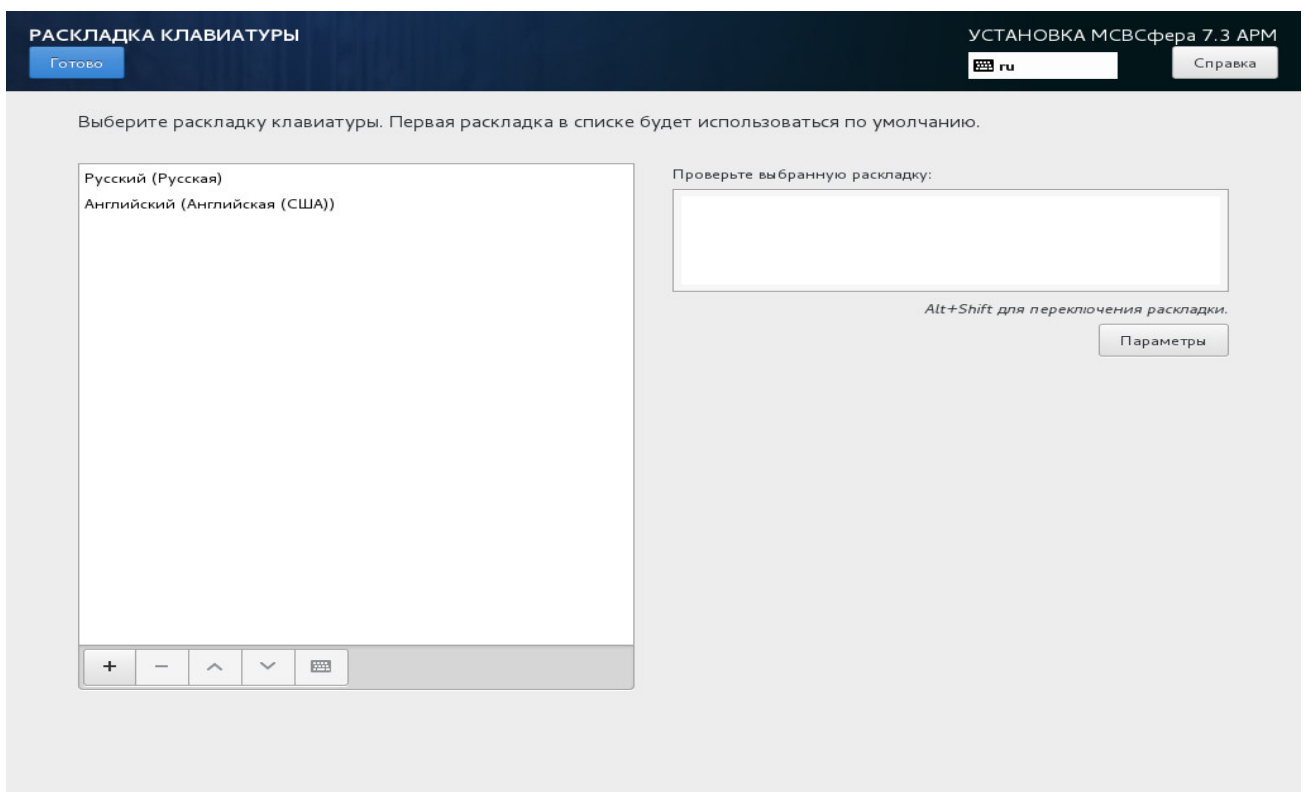 РАСКЛАДКА КЛАВИАТУРЫ
УСТАНОВКА МСВСфера 7.3 АРМ
Готово
ru
Справка
Выберите раскладку клавиатуры. Первая раскладка в списке будет использоваться по умолчанию.
Русский (Русская)
Английский (Английская (США))
Проверьте выбранную раскладку:
Alt+Shift для переключения раскладки.
Параметры